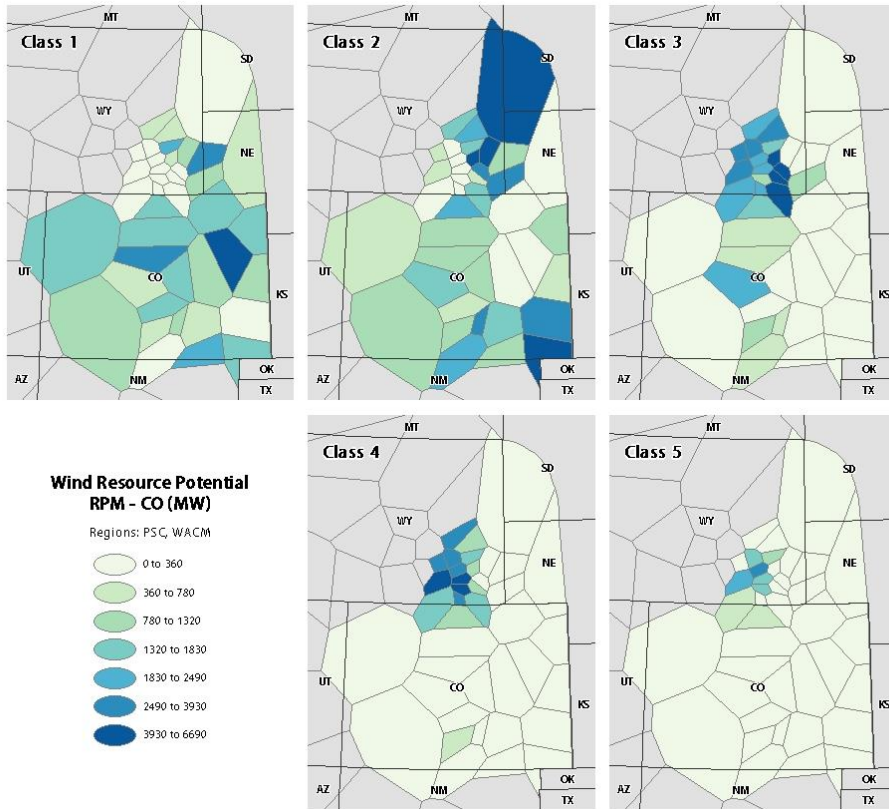 Class 1
MT
SD
WY
NE
UT
CO
KS
AZ
NM
OK
TX
Class 2
MT
SD
WY
NE
UT
CO
KS
AZ
NM
OK
TX
Class 3
MT
SD
WY
NE
UT
CO
KS
AZ
NM
OK
TX
Wind Resource Potential
RPM - CO (MW)
Regions: PSC, WACM
0 to 360
360 to 780
780 to 1320
1320 to 1830
1830 to 2490
2490 to 3930
3930 to 6690
Class 4
MT
SD
WY
NE
UT
CO
KS
AZ
NM
OK
TX
Class 5
MT
SD
WY
NE
UT
CO
KS
AZ
NM
OK
TX